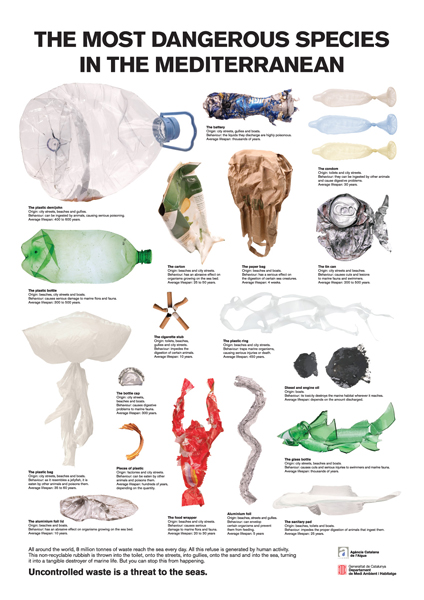 THE MOST DANGEROUS SPECIES
IN THE MEDITERRANEAN
The battery
Origin: city streets, gullies and boats.
Behaviour: the liquids they discharge are highly poisonous.
Average lifespan: thousands of years.
The condom
Origin: toilets and city streets.
Behaviour: they can be ingested by other animals
and cause digestive problems.
Average lifespan: 30 years.
The plastic demijohn
Origin: city streets, beaches and gullies.
Behaviour: can be ingested by animals, causing serious poisoning.
Average lifespan: 400 to 600 years.
The carton
Origin: beaches and city streets.
Behaviour: has an abrasive effect on
organisms growing on the sea bed.
Average lifespan: 28 to 30 years.
The paper bag
Origin: beaches and boats.
Behaviour: has a serious effect on
the digestion of certain sea creatures.
Average lifespan: 4 weeks.
The tin can
Origin: city streets and beaches.
Behaviour: causes cuts and lesions
to marine fauna and swimmers.
Average lifespan: 200 to 500 years.
The plastic bottle
Origin: beaches, city streets and boats.
Behaviour: causes serious damage to marine flora and fauna.
Average lifespan: 300 to 500 years.
The cigarette stub
Origin: toilets, beaches,
gullies and city streets.
Behaviour: impedes the
digestion of certain animals.
Average lifespan: 10 years.
The plastic ring
Origin: beaches and city streets.
Behaviour: traps marine organisms,
causing serious injuries or death.
Average lifespan: 450 years.
Diesel and engine oil
Origin: boats.
Behaviour: its toxicity destroys the marine habitat wherever it reaches.
Average lifespan: depends on the amount discharged.
The bottle cap
Origin: city streets,
beaches and boats.
Behaviour: causes digestive
problems to marine fauna.
Average lifespan: 300 years.
The plastic bag
Origin: city streets, beaches and boats.
Behaviour: as it resembles a jellyfish, it is
eaten by other animals and poisons them.
Average lifespan: 35 to 60 years.
Pieces of plastic
Origin: factories and city streets.
Behaviour: can be eaten by other
animals and poisons them.
Average lifespan: hundreds of years,
depending on the quantity.
The glass bottle
Origin: city streets, beaches and boats.
Behaviour: causes cuts and serious injuries to swimmers and marine fauna.
Average lifespan: thousands of years.
The aluminium foil lid
Origin: beaches and boats.
Behaviour: has an abrasive effect on organisms growing on the sea bed.
Average lifespan: 10 years.
The food wrapper
Origin: beaches and city streets.
Behaviour: causes serious
damage to marine flora and fauna.
Average lifespan: 20 to 30 years
Aluminium foil
Origin: beaches, streets and gullies.
Behaviour: can envelop
certain organisms and prevent
them from feeding.
Average lifespan: 5 years
The sanitary pad
Origin: beaches, toilets and boats.
Behaviour: impedes the proper digestion of animals that ingest them.
Average lifespan: 25 years.
All around the world, 8 million tonnes of waste reach the sea every day. All this refuse is generated by human activity.
This non-recyclable rubbish is thrown into the toilet, onto the streets, into gullies, onto the sand and into the sea, turning
it into a tangible destroyer of marine life. But you can stop this from happening.
Uncontrolled waste is a threat to the seas.
Agència Catalana
de l'Aigua
Generalitat de Catalunya
Departament
de Medi Ambient i Habitatge